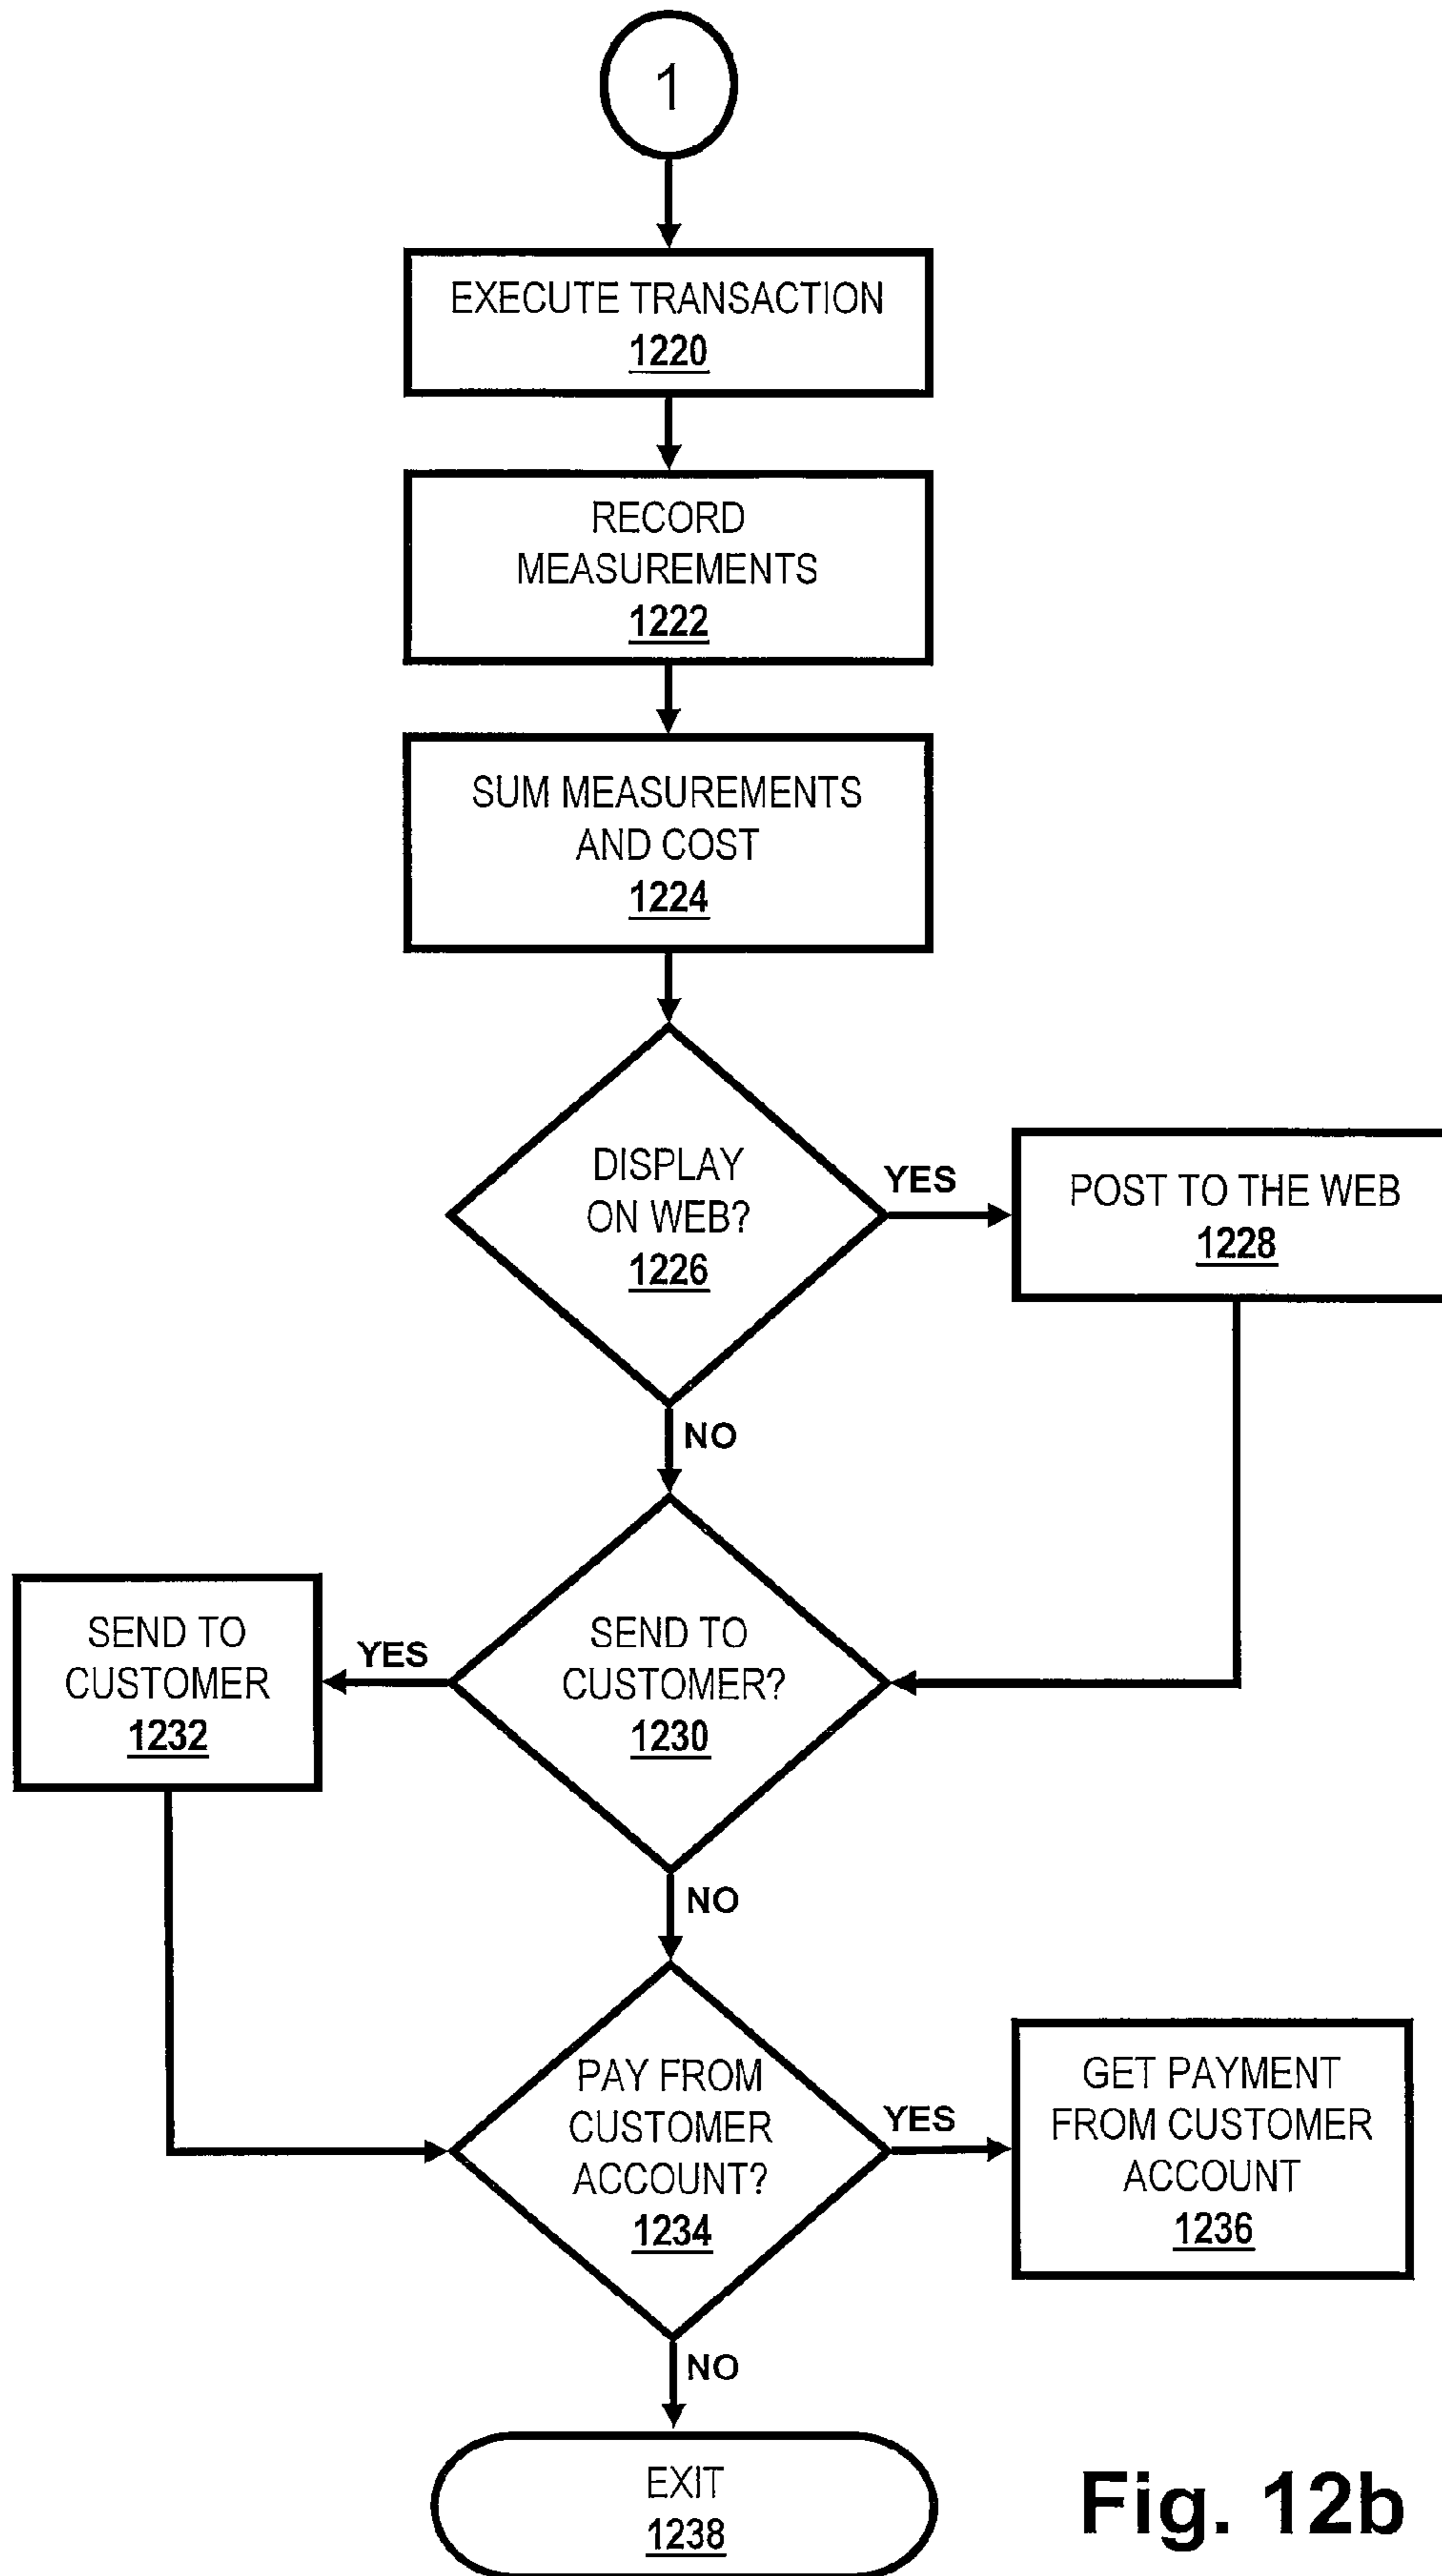 1
EXECUTE TRANSACTION
1220
RECORD
MEASUREMENTS
1222
SUM MEASUREMENTS
AND COST
1224
DISPLAY
ON WEB?
1226
YES
POST TO THE WEB
1228
NO
SEND TO
CUSTOMER?
1230
YES
SEND TO
CUSTOMER
1232
NO
PAY FROM
CUSTOMER
ACCOUNT?
1234
YES
GET PAYMENT
FROM CUSTOMER
ACCOUNT
1236
NO
EXIT
1238
Fig. 12b